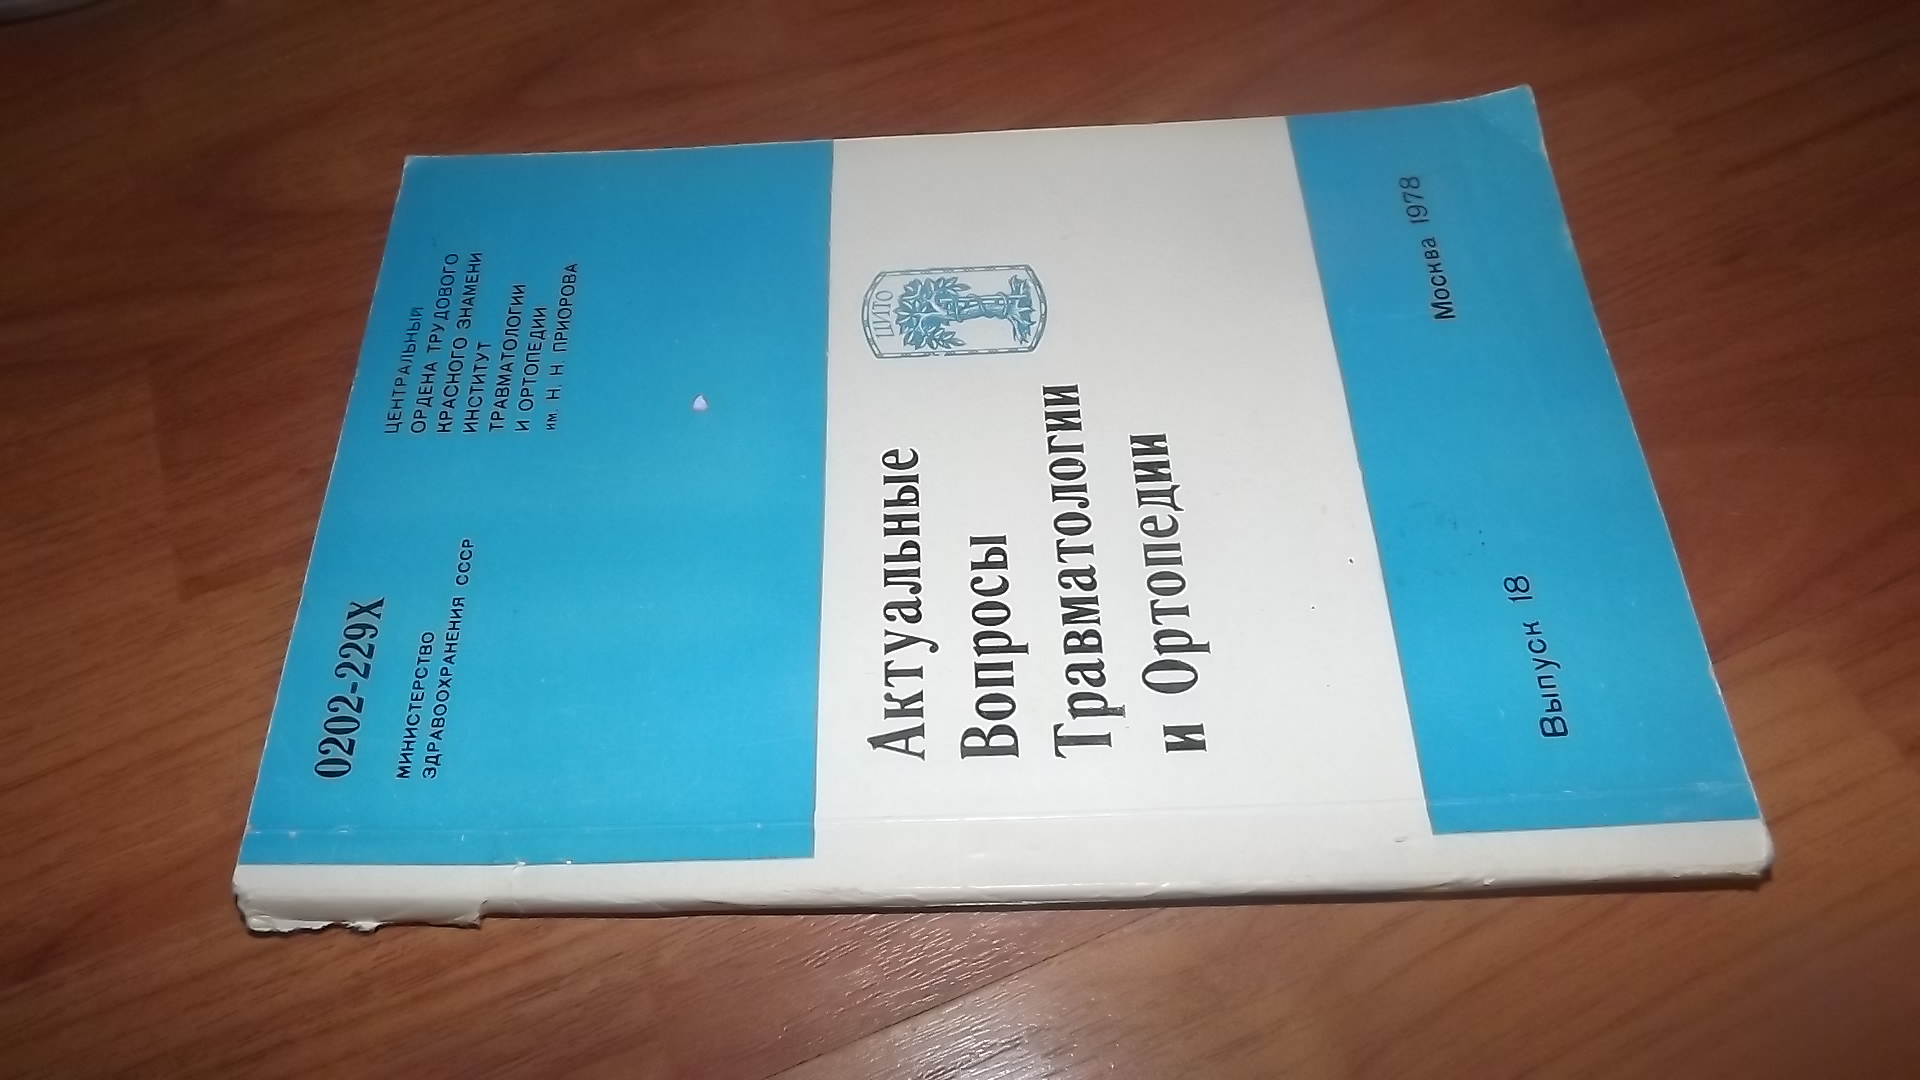 0202-229X
МИНИСТЕРСТВО
ЗДРАВООХРАНЕНИЯ СССР
ЦЕНТРАЛЬНЫЙ
ОРДЕНА ТРУДОВОГО
КРАСНОГО ЗНАМЕНИ
ИНСТИТУТ
ТРАВМАТОЛОГИИ
И ОРТОПЕДИИ
им. Н. Н. ПРИОРОВА
ЦИТО
Актуальные
Вопросы
Травматологии
и Ортопедии
Выпуск 18
Москва 1978